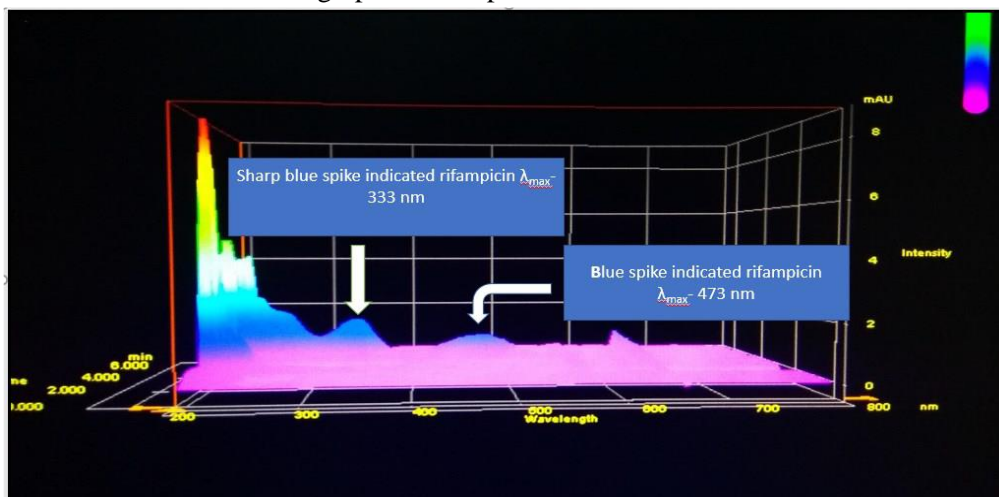 mAU
8
Sharp blue spike indicated rifampicin λmax-
333 nm
6
Blue spike indicated rifampicin
λmax- 473 nm
4
Intensity
2
0
min
6.000
4.000
2.000
200 300 400 500 600 700 800 nm
Wavelength